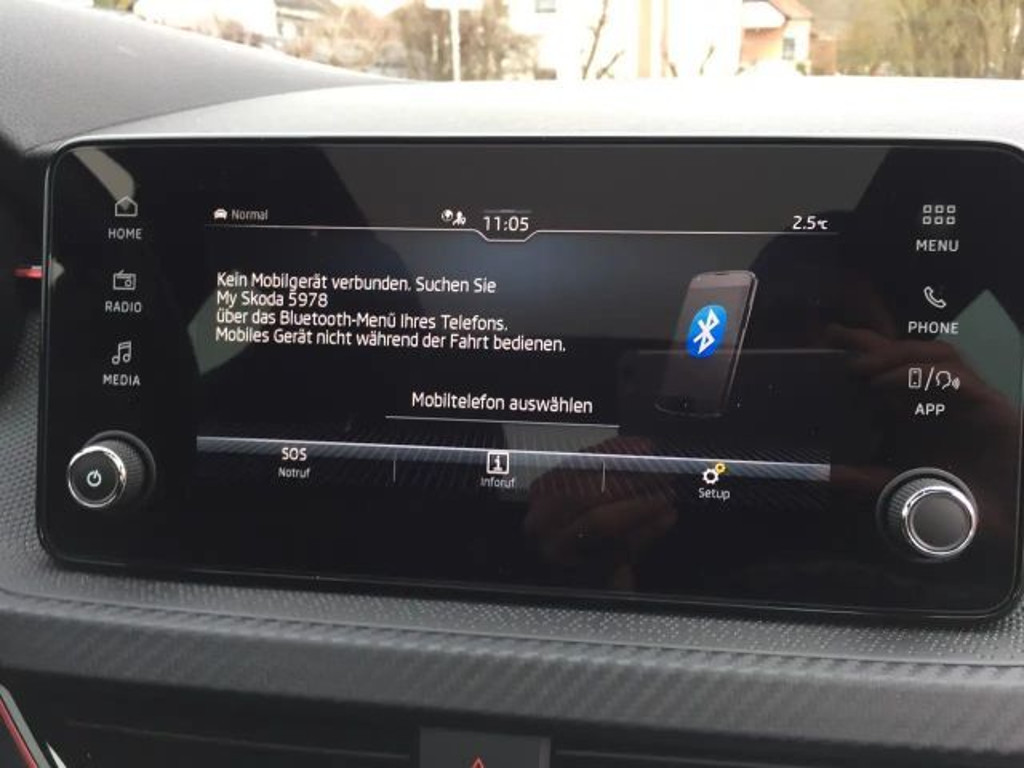 Normal
11:05
2.5°C
HOME
RADIO
MEDIA
Kein Mobilgerät verbunden. Suchen Sie
My Skoda 5978
über das Bluetooth-Menü Ihres Telefons.
Mobiles Gerät nicht während der Fahrt bedienen.
Mobiltelefon auswählen
SOS
Notruf
Inforuf
Setup
MENU
PHONE
APP